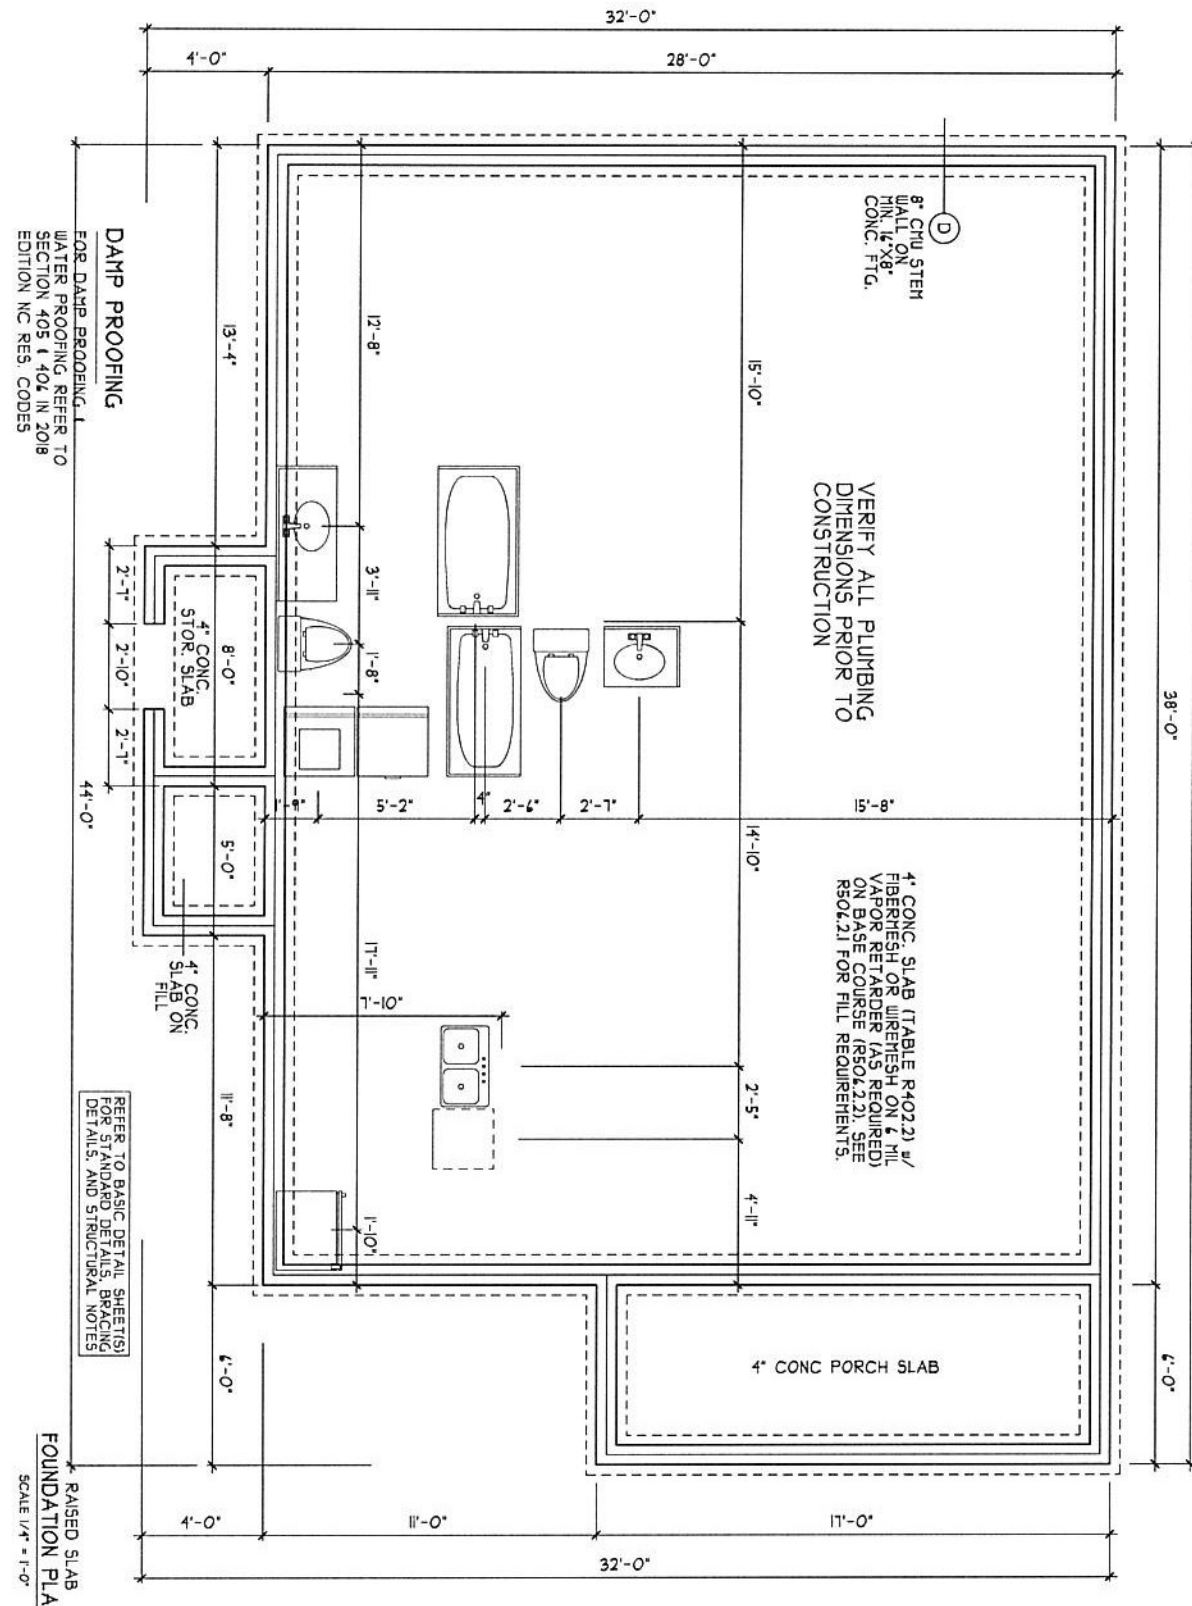 32'-0"
4'-0"
28'-0"
38'-0"
6'-0"
D
8" CMU STEM
WALL ON
MIN. 16"X8"
CONC. FTG.
15'-10"
14'-10"
2'-5"
4'-11"
VERIFY ALL PLUMBING
DIMENSIONS PRIOR TO
CONSTRUCTION
4" CONC. SLAB (TABLE R402.2) w/
FIBERMESH OR WIREMESH ON 6 MIL
VAPOR RETARDER (AS REQUIRED)
ON BASE COURSE (R506.2.2). SEE
R506.2.1 FOR FILL REQUIREMENTS.
1'-9"
5'-2"
4"
2'-6"
2'-7"
15'-8"
12'-8"
3'-11"
1'-8"
17'-11"
1'-10"
7'-10"
13'-4"
8'-0"
5'-0"
11'-8"
6'-0"
4" CONC.
STOR. SLAB
2'-7"
2'-10"
2'-7"
44'-0"
4" CONC.
SLAB ON
FILL
4" CONC PORCH SLAB
DAMP PROOFING
FOR DAMP PROOFING &
WATER PROOFING REFER TO
SECTION 405 & 406 IN 2018
EDITION NC RES. CODES
REFER TO BASIC DETAIL SHEET(S)
FOR STANDARD DETAILS, BRACING
DETAILS, AND STRUCTURAL NOTES
4'-0"
11'-0"
17'-0"
32'-0"
RAISED SLAB
FOUNDATION PLA
SCALE 1/4" = 1'-0"